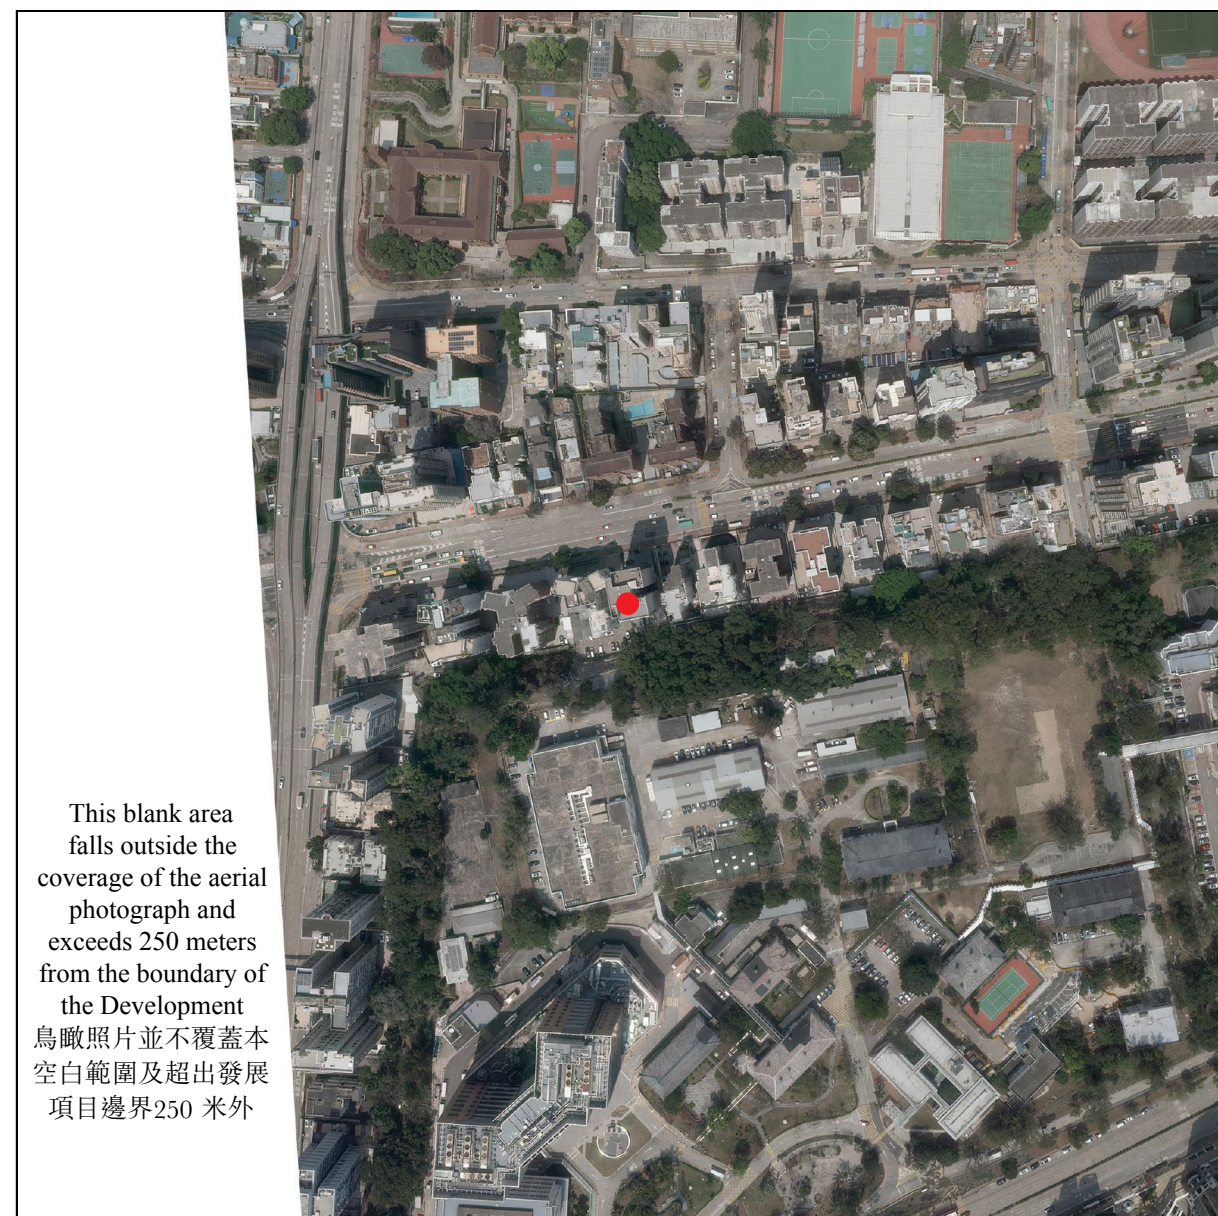 This blank area
falls outside the
coverage of the aerial
photograph and
exceeds 250 meters
from the boundary of
the Development
鳥瞰照片並不覆蓋本
空白範圍及超出發展
項目邊界250 米外